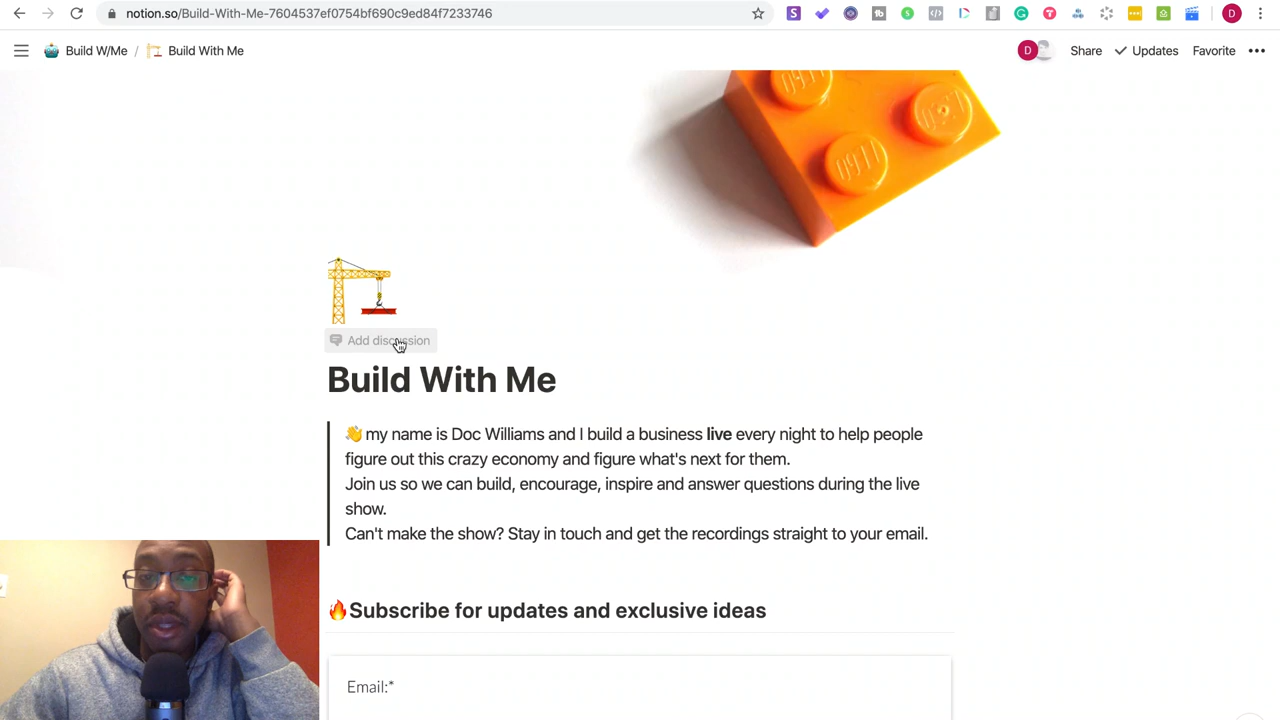 notion.so/Build-With-Me-7604537ef0754bf690c9ed84f7233746
Build W/Me / Build With Me
D Share Updates Favorite
Add discussion
Build With Me
👋 my name is Doc Williams and I build a business live every night to help people
figure out this crazy economy and figure what's next for them.
Join us so we can build, encourage, inspire and answer questions during the live
show.
Can't make the show? Stay in touch and get the recordings straight to your email.
🔥Subscribe for updates and exclusive ideas
Email:*